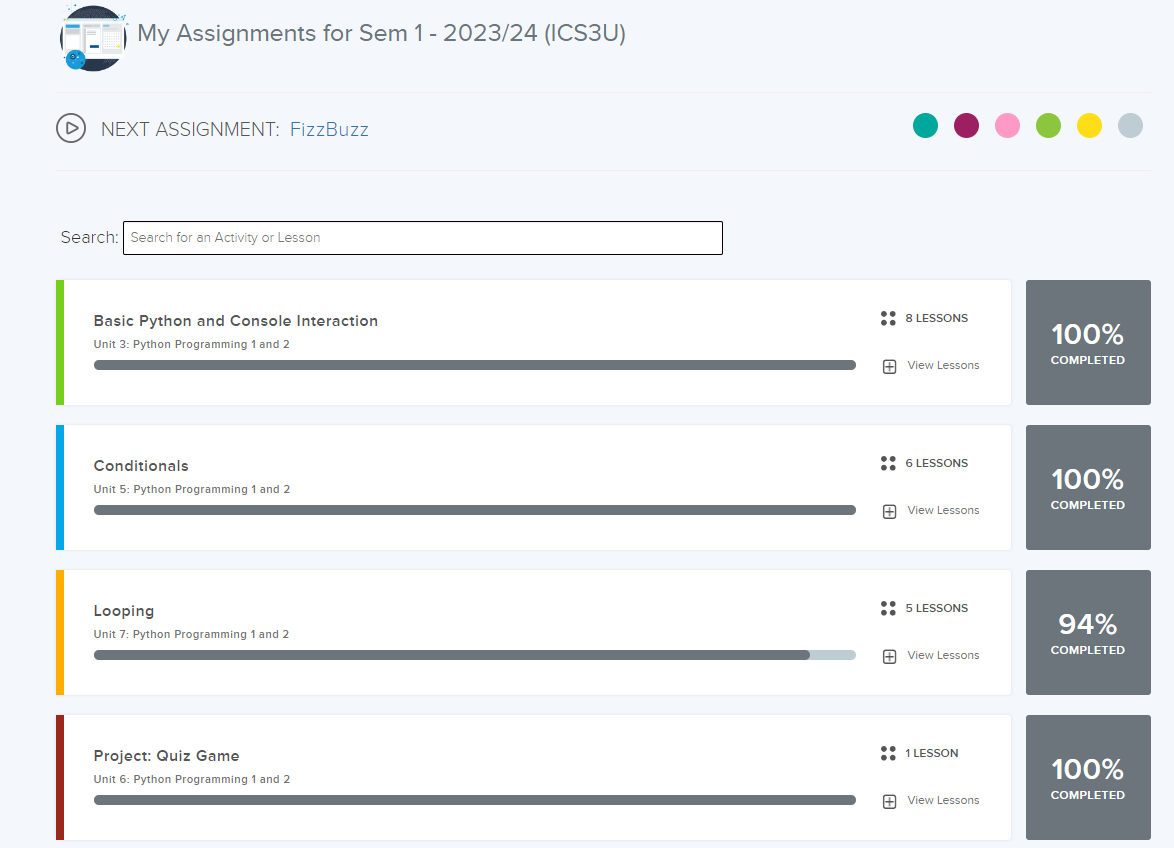 My Assignments for Sem 1 - 2023/24 (ICS3U)
NEXT ASSIGNMENT: FizzBuzz
Search: Search for an Activity or Lesson
Basic Python and Console Interaction
Unit 3: Python Programming 1 and 2
8 LESSONS
View Lessons
100%
COMPLETED
Conditionals
Unit 5: Python Programming 1 and 2
6 LESSONS
View Lessons
100%
COMPLETED
Looping
Unit 7: Python Programming 1 and 2
5 LESSONS
View Lessons
94%
COMPLETED
Project: Quiz Game
Unit 6: Python Programming 1 and 2
1 LESSON
View Lessons
100%
COMPLETED